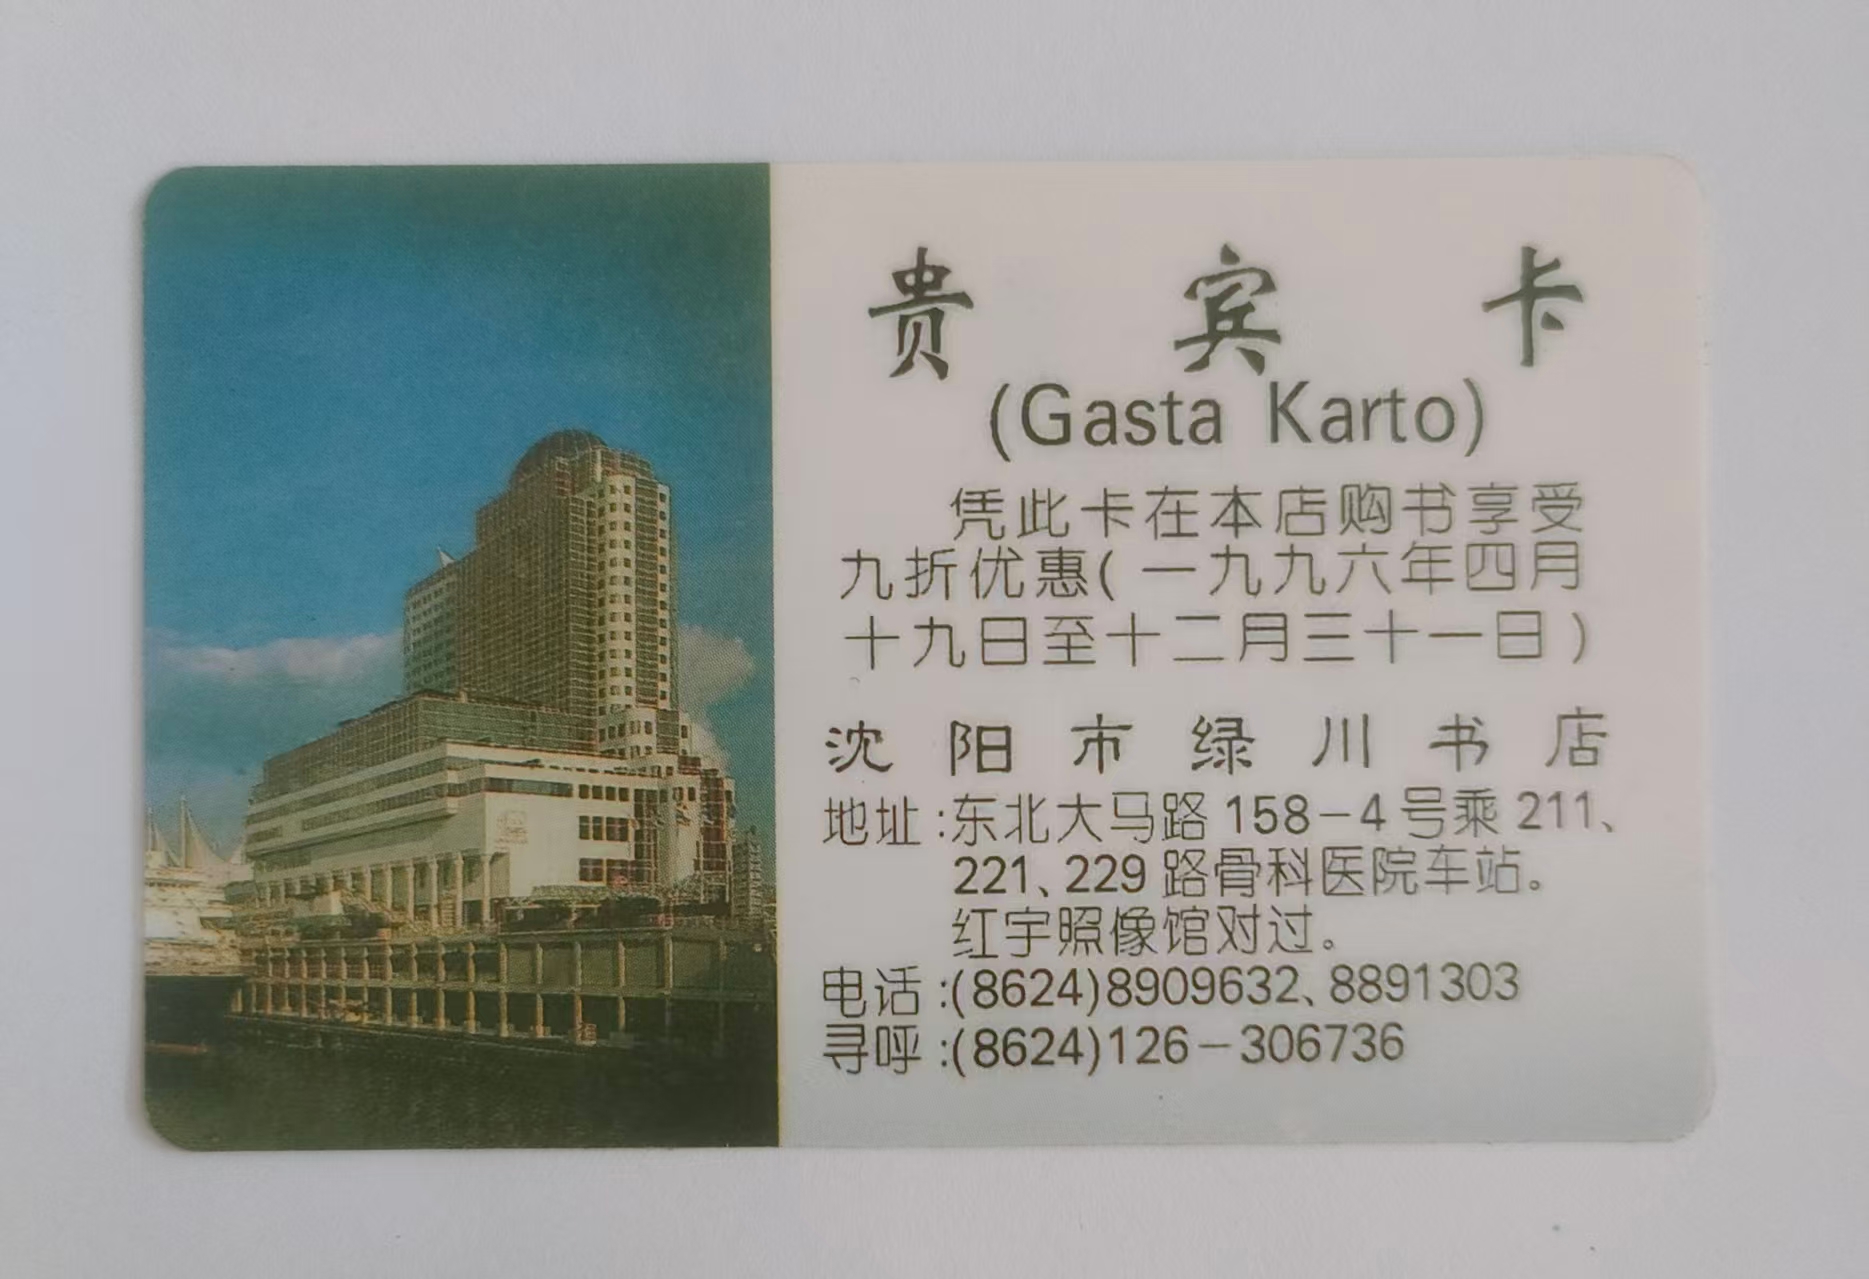 贵宾卡
(Gasta Karto)
凭此卡在本店购书享受
九折优惠(一九九六年四月
十九日至十二月三十一日)
沈阳市绿川书店
地址:东北大马路158-4号乘211、
221、229路骨科医院车站。
红宇照像馆对过。
电话:(8624)8909632、8891303
寻呼:(8624)126-306736